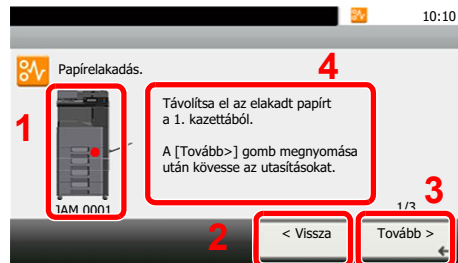 10:10
Papírelakadás.
4
1
Távolítsa el az elakadt papírt
a 1. kazettából.
A [Tovább>] gomb megnyomása
után kövesse az utasításokat.
JAM 0001
1/3
3
2
< Vissza
Tovább >